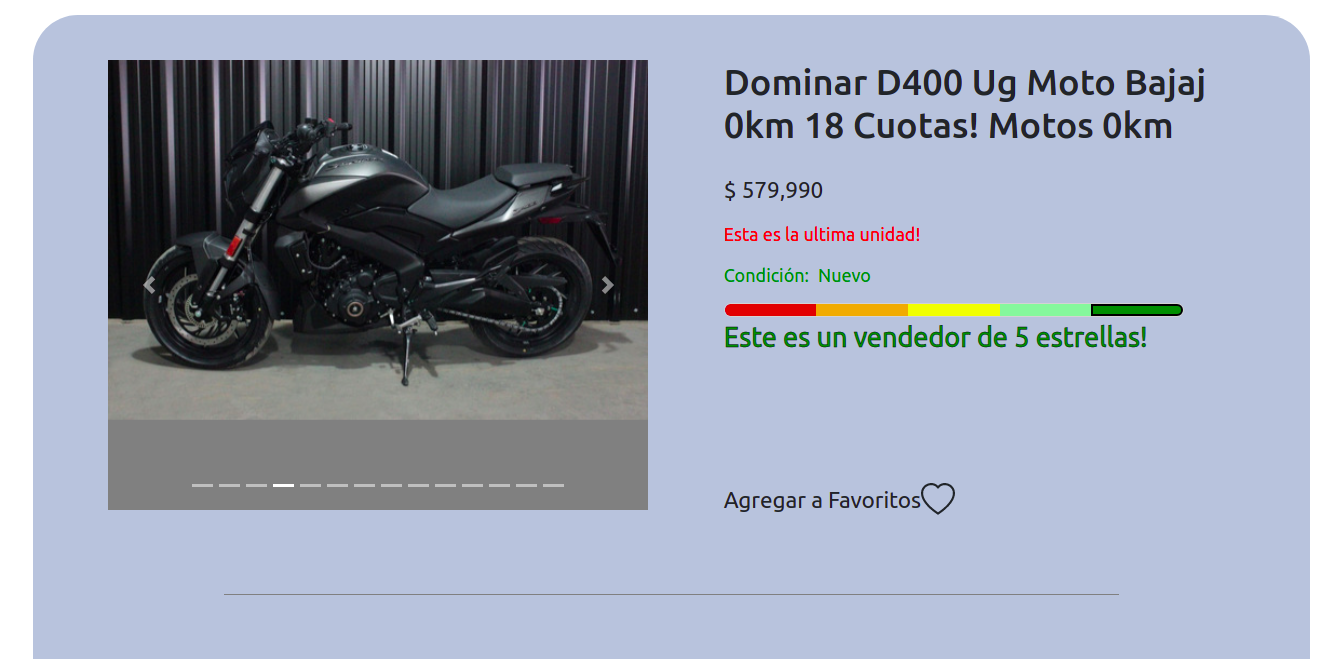 Dominar D400 Ug Moto Bajaj
0km 18 Cuotas! Motos 0km
$ 579,990
Esta es la ultima unidad!
Condición: Nuevo
Este es un vendedor de 5 estrellas!
Agregar a Favoritos